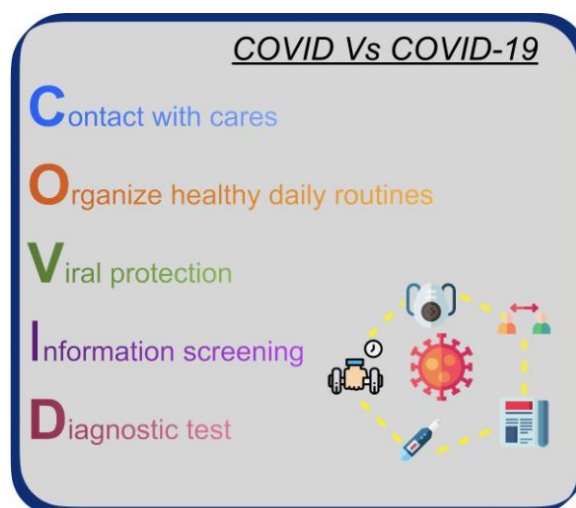 COVID Vs COVID-19
Contact with cares
Organize healthy daily routines
Viral protection
Information screening
Diagnostic test